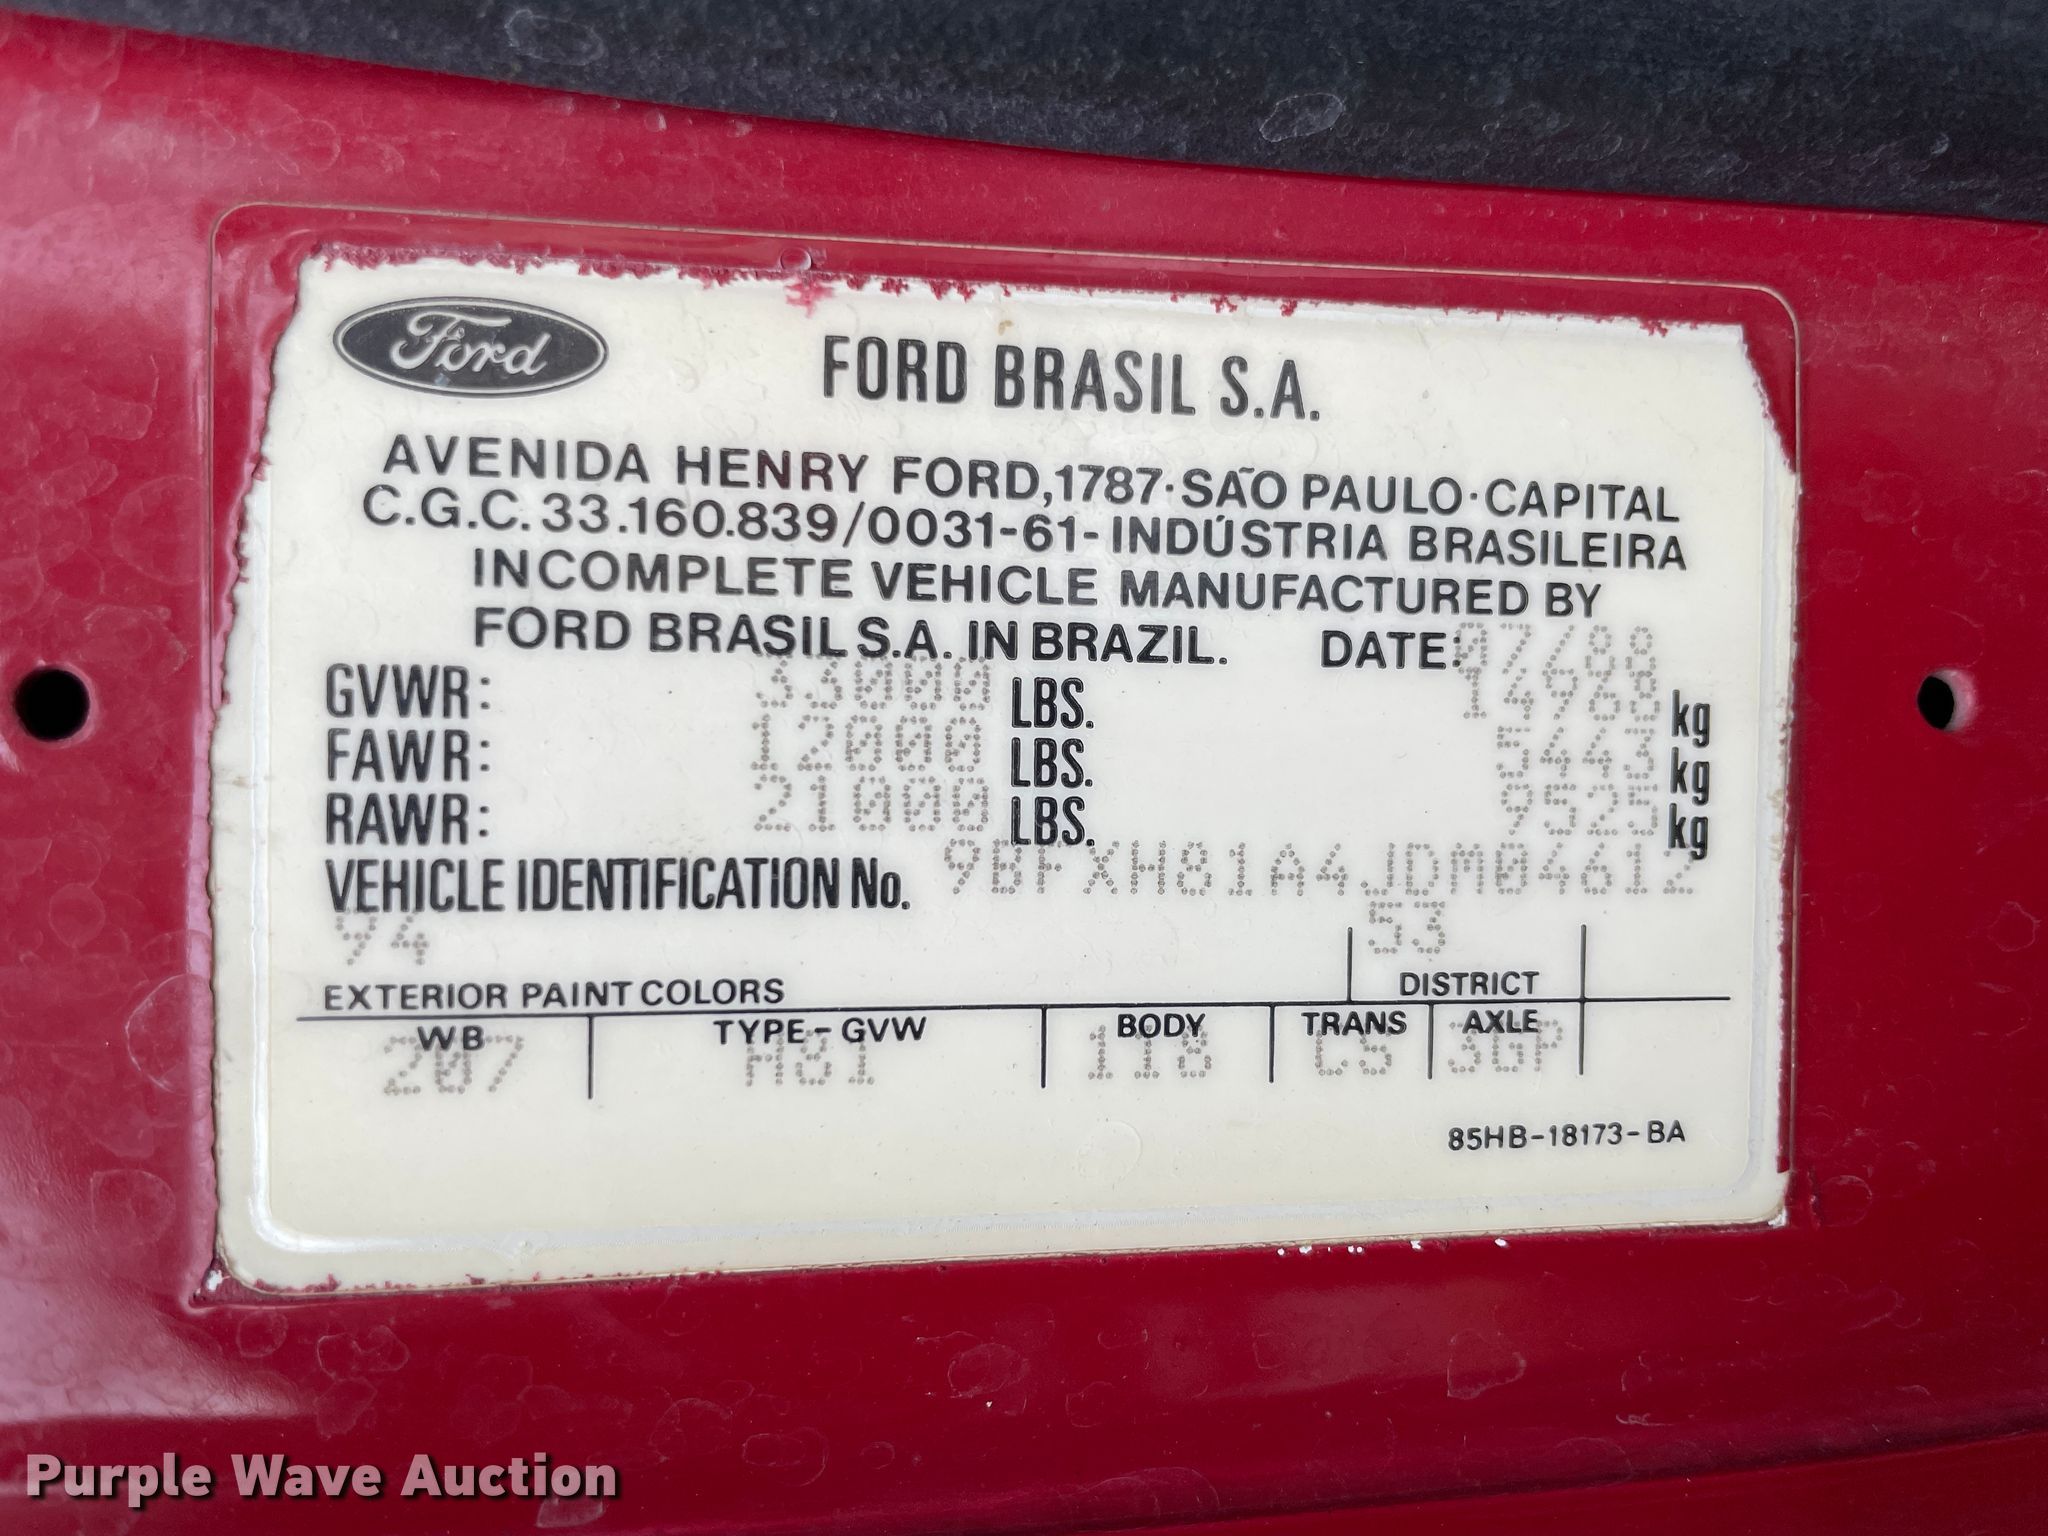 Ford
FORD BRASIL S.A.
AVENIDA HENRY FORD, 1787·SÃO PAULO·CAPITAL
C.G.C. 33.160.839/0031-61-INDÚSTRIA BRASILEIRA
INCOMPLETE VEHICLE MANUFACTURED BY
FORD BRASIL S.A. IN BRAZIL. DATE: 07/88
GVWR: 33000 LBS. 14968 kg
FAWR: 12000 LBS. 5443 kg
RAWR: 21000 LBS. 9525 kg
VEHICLE IDENTIFICATION No. 9BFXH81A4JDM04612
94 53
EXTERIOR PAINT COLORS DISTRICT
WB TYPE-GVW BODY TRANS AXLE
207 H81 118 L5
85HB-18173-BA
Purple Wave Auction